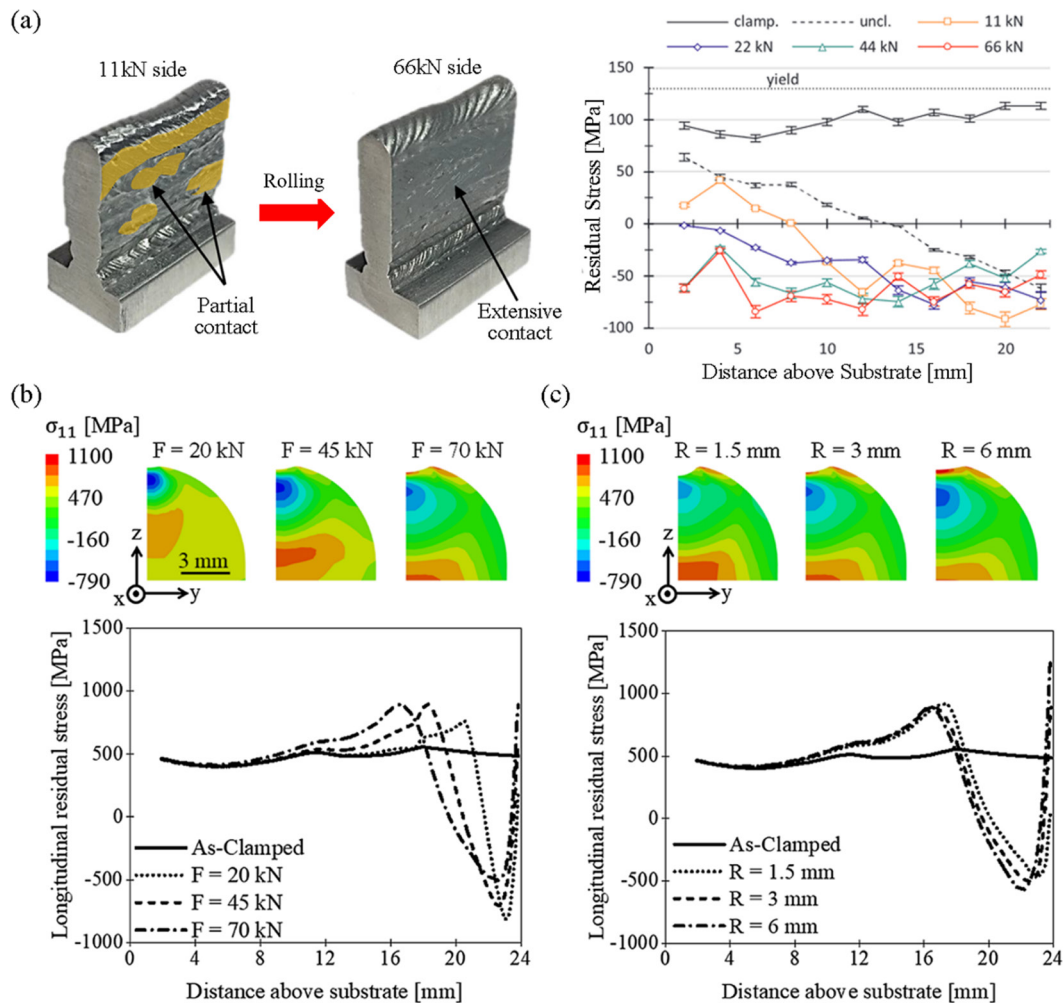 (a)
11kN side
66kN side
Rolling
Partial
contact
Extensive
contact
clamp.
uncl.
11 kN
22 kN
44 kN
66 kN
yield
150
100
50
0
-50
-100
Residual Stress [MPa]
0
5
10
15
20
Distance above Substrate [mm]
(b)
σ11 [MPa]
1100
470
-160
-790
F = 20 kN
F = 45 kN
F = 70 kN
z
x
y
3 mm
1500
1000
500
0
-500
-1000
Longitudinal residual stress [MPa]
As-Clamped
F = 20 kN
F = 45 kN
F = 70 kN
0
4
8
12
16
20
24
Distance above substrate [mm]
(c)
σ11 [MPa]
1100
470
-160
-790
R = 1.5 mm
R = 3 mm
R = 6 mm
z
x
y
1500
1000
500
0
-500
-1000
Longitudinal residual stress [MPa]
As-Clamped
R = 1.5 mm
R = 3 mm
R = 6 mm
0
4
8
12
16
20
24
Distance above substrate [mm]